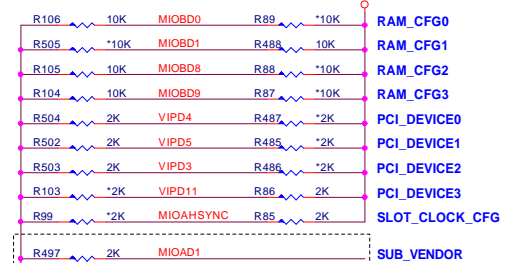 R106 10K MIOBD0 R89 *10K RAM_CFG0
R505 *10K MIOBD1 R488 10K RAM_CFG1
R105 10K MIOBD8 R88 *10K RAM_CFG2
R104 10K MIOBD9 R87 *10K RAM_CFG3
R504 2K VIPD4 R487 *2K PCI_DEVICE0
R502 2K VIPD5 R485 *2K PCI_DEVICE1
R503 2K VIPD3 R486 *2K PCI_DEVICE2
R103 *2K VIPD11 R86 2K PCI_DEVICE3
R99 *2K MIOAHSYNC R85 2K SLOT_CLOCK_CFG
R497 2K MIOAD1 SUB_VENDOR